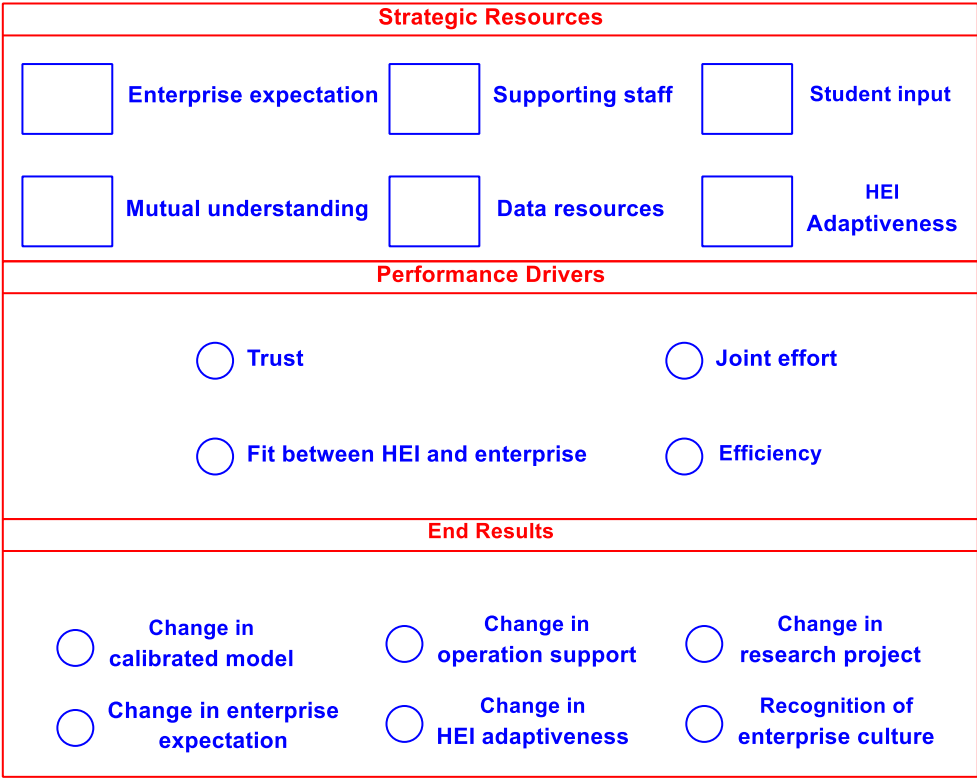 Strategic Resources
Enterprise expectation
Supporting staff
Student input
Mutual understanding
Data resources
HEI
Adaptiveness
Performance Drivers
Trust
Joint effort
Fit between HEI and enterprise
Efficiency
End Results
Change in
calibrated model
Change in
operation support
Change in
research project
Change in enterprise
expectation
Change in
HEI adaptiveness
Recognition of
enterprise culture